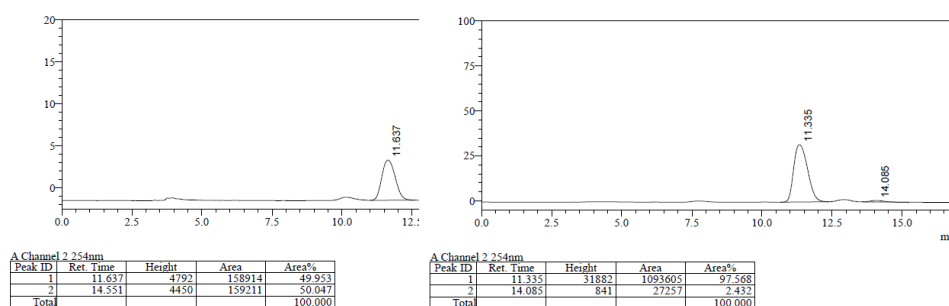 20
15
10
5
0
11.637
0.0 2.5 5.0 7.5 10.0 12.5
A Channel 2 254nm
Peak ID Ret. Time Height Area Area%
1 11.637 4792 158914 49.953
2 14.551 4450 159211 50.047
Total 100.000
100
75
50
25
0
11.335
14.085
0.0 2.5 5.0 7.5 10.0 12.5 15.0
m
A Channel 2 254nm
Peak ID Ret. Time Height Area Area%
1 11.335 31882 1093605 97.568
2 14.085 841 27257 2.432
Total 100.000